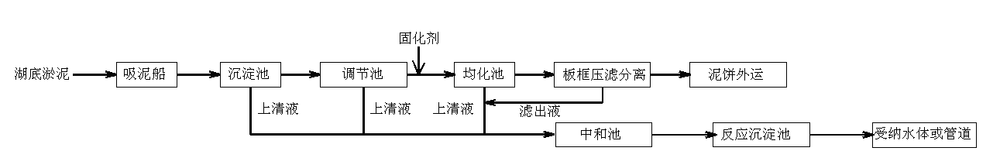 固化剂
湖底淤泥
吸泥船
沉淀池
调节池
均化池
板框压滤分离
泥饼外运
上清液
上清液
上清液
滤出液
中和池
反应沉淀池
受纳水体或管道